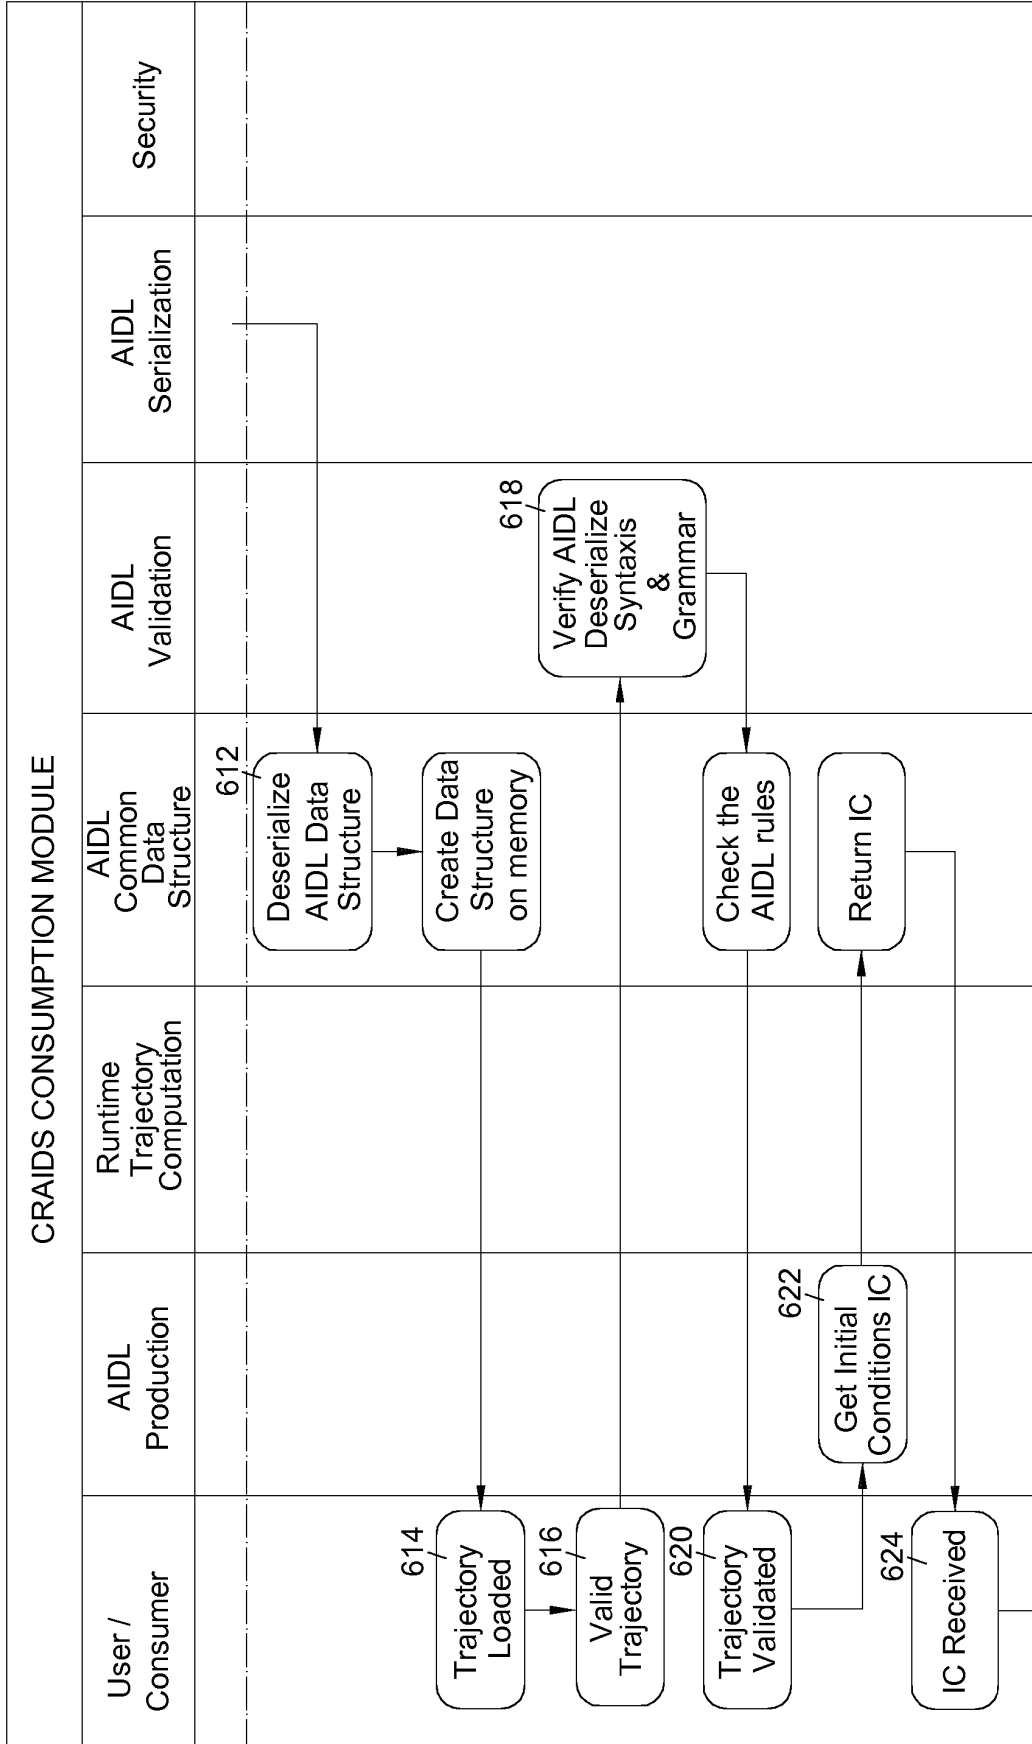 CRAIDS CONSUMPTION MODULE
User /
Consumer
AIDL
Production
Runtime
Trajectory
Computation
AIDL
Common
Data
Structure
AIDL
Validation
AIDL
Serialization
Security
612
Deserialize
AIDL Data
Structure
Create Data
Structure
on memory
614
Trajectory
Loaded
616
Valid
Trajectory
618
Verify AIDL
Deserialize
Syntaxis
&
Grammar
Check the
AIDL rules
620
Trajectory
Validated
622
Get Initial
Conditions IC
Return IC
624
IC Received